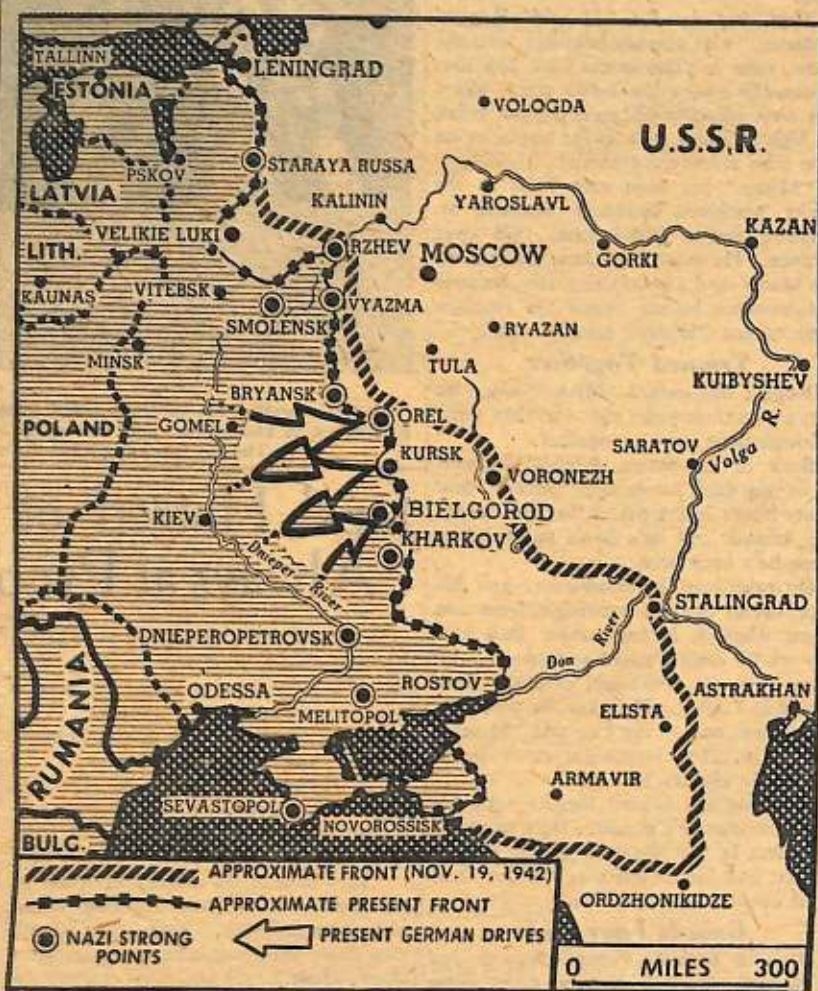 TALLINN
LENINGRAD
ESTONIA
VOLOGDA
U.S.S.R.
PSKOV
STARAYA RUSSA
LATVIA
KALININ
YAROSLAVL
KAZAN
VELIKIE LUKI
RZHEV
GORKI
LITH.
MOSCOW
KAUNAS
VITEBSK
VYAZMA
SMOLENSK
RYAZAN
MINSK
TULA
KUIBYSHEV
BRYANSK
POLAND
GOMEL
OREL
SARATOV
Volga R.
KURSK
VORONEZH
KIEV
BIELGOROD
KHARKOV
Dnieper River
STALINGRAD
DNIEPEROPETROVSK
Don River
RUMANIA
ODESSA
ROSTOV
ASTRAKHAN
MELITOPOL
ELISTA
ARMAVIR
SEVASTOPOL
NOVOROSSISK
BULC.
ORDZHONIKIDZE
APPROXIMATE FRONT (NOV. 19, 1942)
APPROXIMATE PRESENT FRONT
NAZI STRONG
POINTS
PRESENT GERMAN DRIVES
0 MILES 300